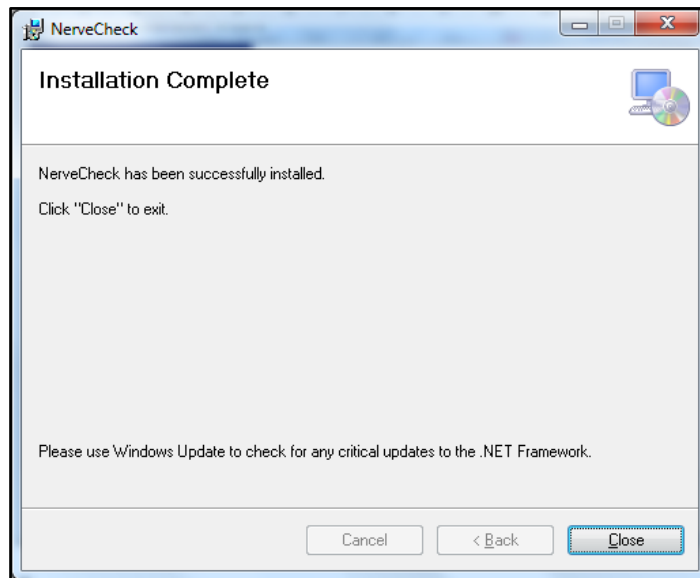 NerveCheck
Installation Complete
NerveCheck has been successfully installed.
Click "Close" to exit.
Please use Windows Update to check for any critical updates to the .NET Framework.
Cancel
< Back
Close